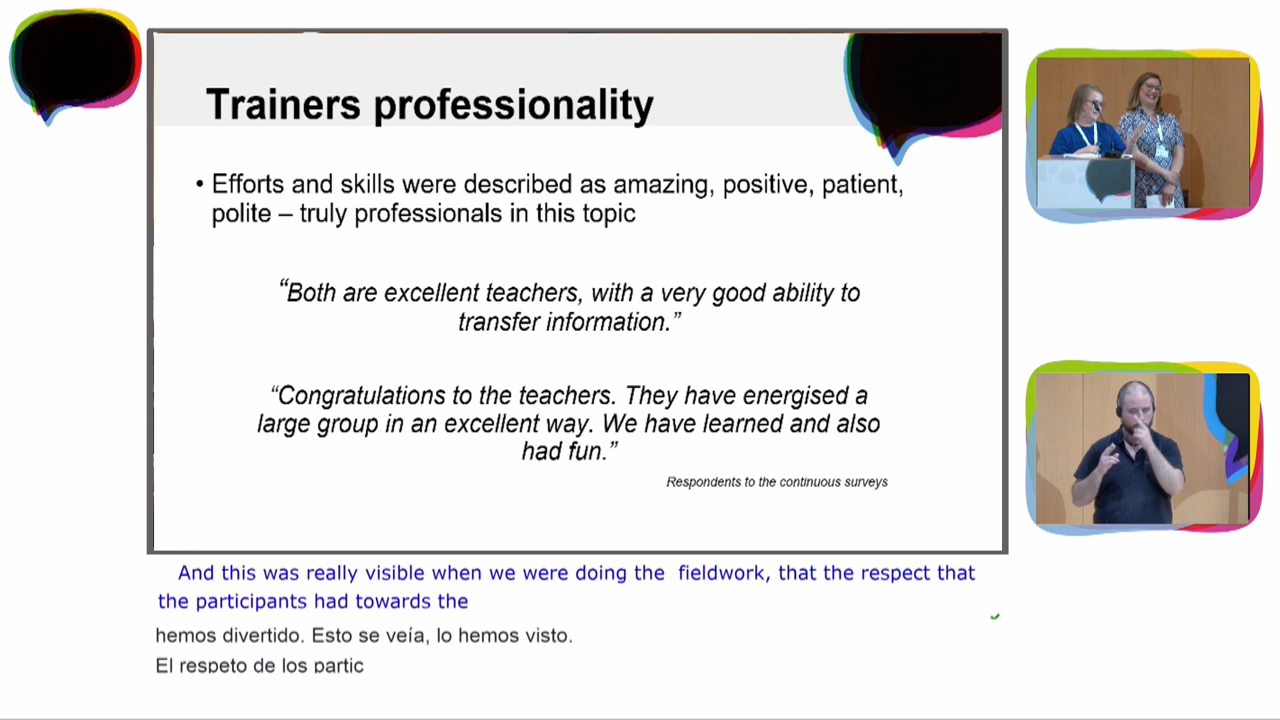 Trainers professionality
• Efforts and skills were described as amazing, positive, patient,
polite – truly professionals in this topic
“Both are excellent teachers, with a very good ability to
transfer information.”
“Congratulations to the teachers. They have energised a
large group in an excellent way. We have learned and also
had fun.”
Respondents to the continuous surveys
And this was really visible when we were doing the fieldwork, that the respect that
the participants had towards the
hemos divertido. Esto se veía, lo hemos visto.
El respeto de los partic